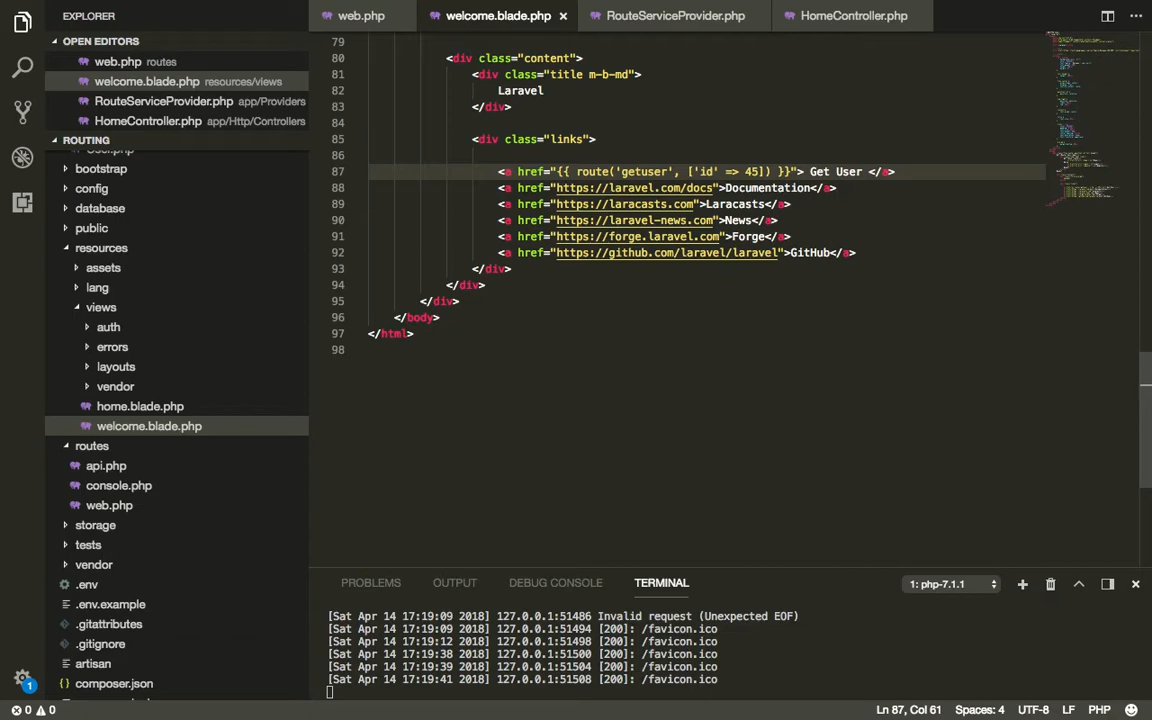 EXPLORER
OPEN EDITORS
web.php routes
welcome.blade.php resources/views
RouteServiceProvider.php app/Providers
HomeController.php app/Http/Controllers
ROUTING
bootstrap
config
database
public
resources
assets
lang
views
auth
errors
layouts
vendor
home.blade.php
welcome.blade.php
routes
api.php
console.php
web.php
storage
tests
vendor
.env
.env.example
.gitattributes
.gitignore
artisan
composer.json
web.php welcome.blade.php RouteServiceProvider.php HomeController.php
79
80 <div class="content">
81 <div class="title m-b-md">
82 Laravel
83 </div>
84
85 <div class="links">
86
87 <a href="{{ route('getuser', ['id' => 45]) }}"> Get User </a>
88 <a href="https://laravel.com/docs">Documentation</a>
89 <a href="https://laracasts.com">Laracasts</a>
90 <a href="https://laravel-news.com">News</a>
91 <a href="https://forge.laravel.com">Forge</a>
92 <a href="https://github.com/laravel/laravel">GitHub</a>
93 </div>
94 </div>
95 </div>
96 </body>
97 </html>
98
PROBLEMS OUTPUT DEBUG CONSOLE TERMINAL 1: php-7.1.1
[Sat Apr 14 17:19:09 2018] 127.0.0.1:51486 Invalid request (Unexpected EOF)
[Sat Apr 14 17:19:09 2018] 127.0.0.1:51494 [200]: /favicon.ico
[Sat Apr 14 17:19:12 2018] 127.0.0.1:51498 [200]: /favicon.ico
[Sat Apr 14 17:19:38 2018] 127.0.0.1:51500 [200]: /favicon.ico
[Sat Apr 14 17:19:39 2018] 127.0.0.1:51504 [200]: /favicon.ico
[Sat Apr 14 17:19:41 2018] 127.0.0.1:51508 [200]: /favicon.ico
1
0 0 Ln 87, Col 61 Spaces: 4 UTF-8 LF PHP